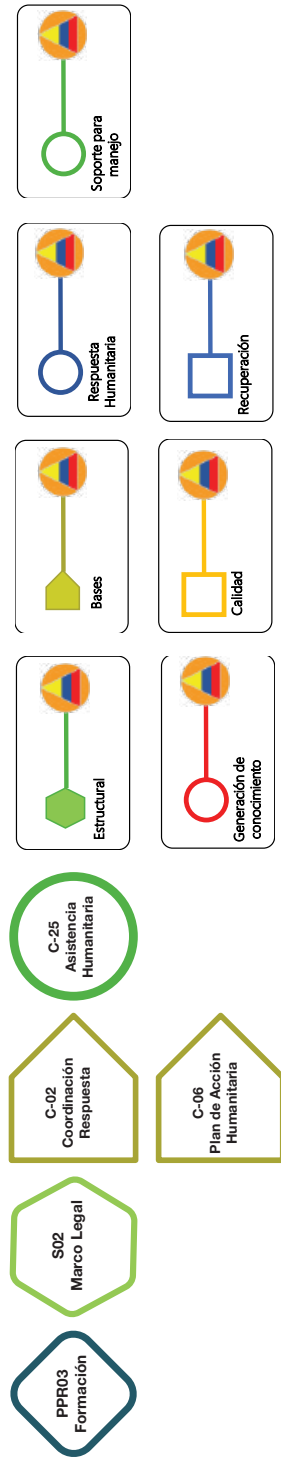 PPR03
Formación
S02
Marco Legal
C-02
Coordinación
Respuesta
C-25
Asistencia
Humanitaria
Estructural
Bases
Respuesta
Humanitaria
Soporte para
manejo
C-06
Plan de Acción
Humanitaria
Generación de
conocimiento
Calidad
Recuperación